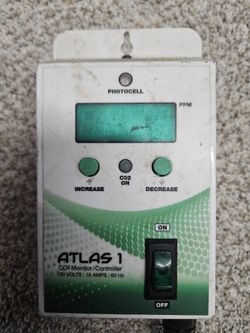 PHOTOCELL
PPM
INCREASE
CO2
ON
DECREASE
ON
ATLAS 1
CO² Monitor/Controller
120 VOLTS | 15 AMPS | 60 Hz
OFF